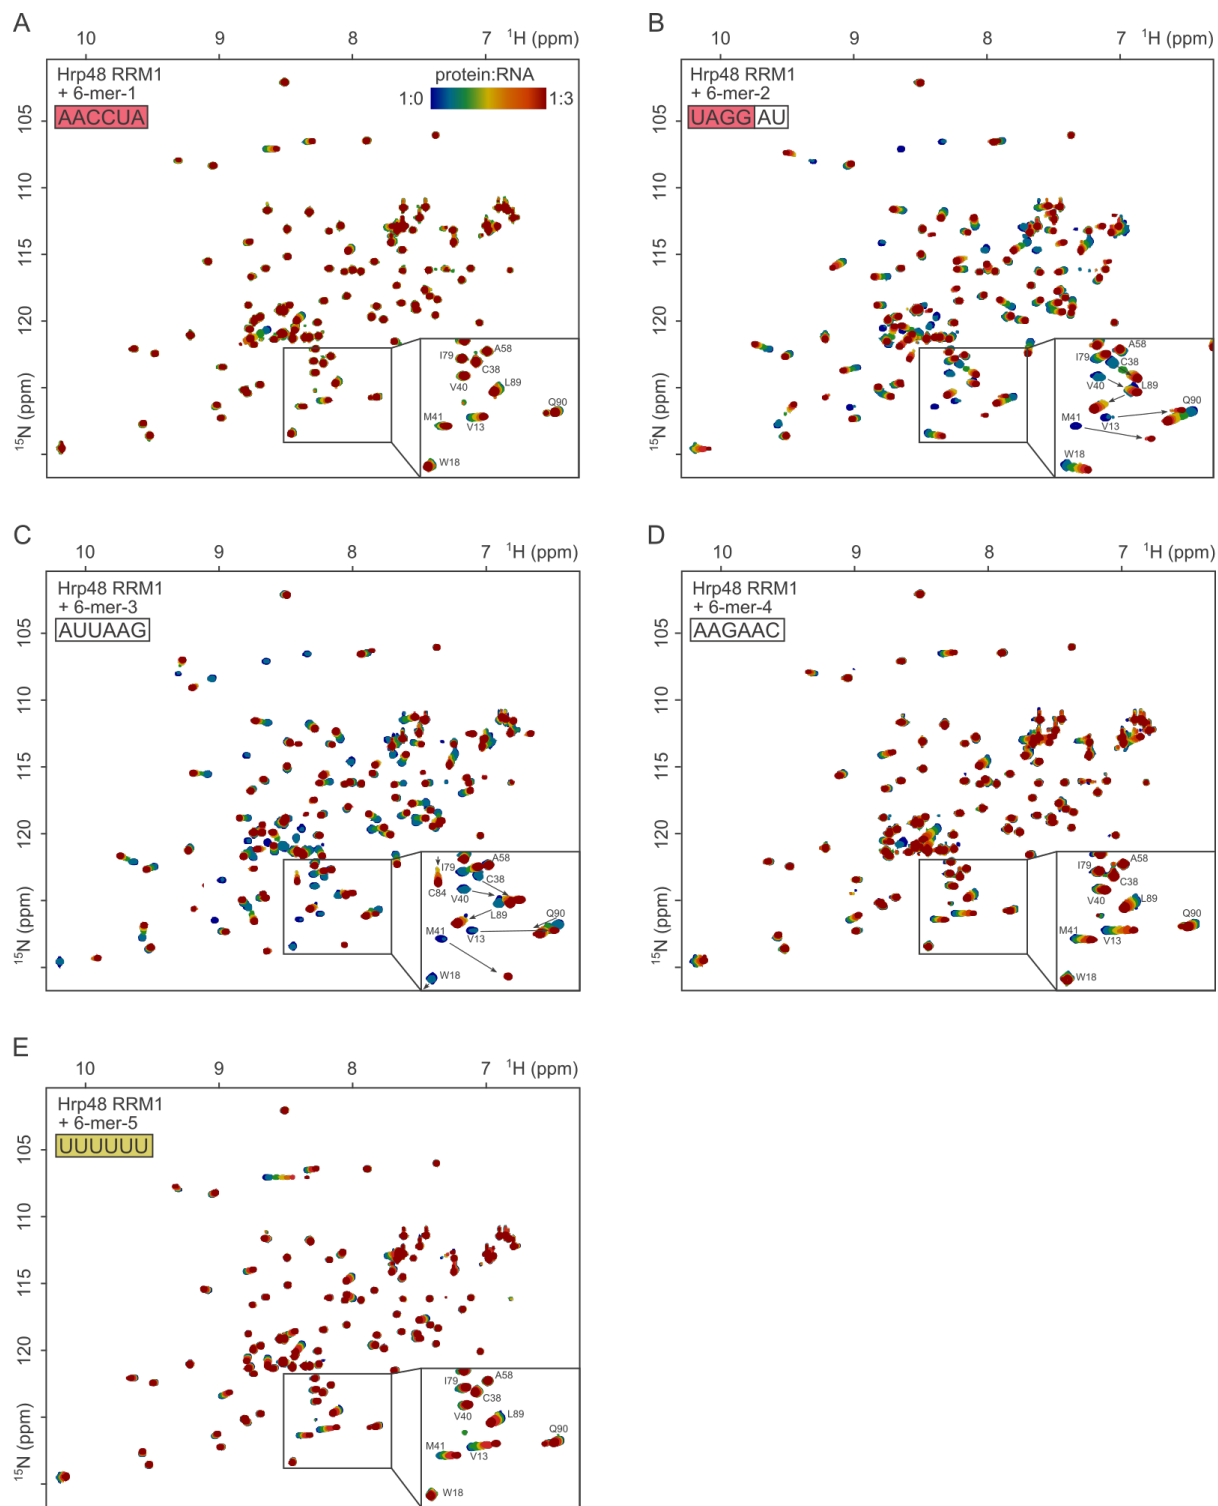 A
10 9 8 7 ¹H (ppm)
Hrp48 RRM1
+ 6-mer-1
AACCUA
protein:RNA
1:0 1:3
105
110
115
120
¹⁵N (ppm)
I79 A58
C38
V40
L89
M41 V13 Q90
W18
B
10 9 8 7 ¹H (ppm)
Hrp48 RRM1
+ 6-mer-2
UAGG AU
105
110
115
120
¹⁵N (ppm)
I79 A58
C38
V40 L89
Q90
M41 V13
W18
C
10 9 8 7 ¹H (ppm)
Hrp48 RRM1
+ 6-mer-3
AUUAAG
105
110
115
120
¹⁵N (ppm)
I79 A58
C38
C84 V40
L89 Q90
M41 V13
W18
D
10 9 8 7 ¹H (ppm)
Hrp48 RRM1
+ 6-mer-4
AAGAAC
105
110
115
120
¹⁵N (ppm)
I79 A58
C38
V40
L89
Q90
M41 V13
W18
E
10 9 8 7 ¹H (ppm)
Hrp48 RRM1
+ 6-mer-5
UUUUUU
105
110
115
120
¹⁵N (ppm)
I79 A58
C38
V40
L89
Q90
M41 V13
W18